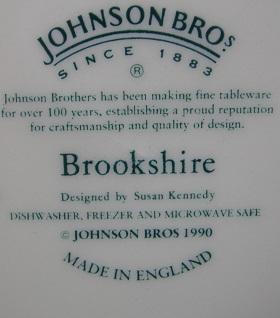 JOHNSON BROS.
SINCE 1883
®
Johnson Brothers has been making fine tableware
for over 100 years, establishing a proud reputation
for craftsmanship and quality of design.
Brookshire
Designed by Susan Kennedy
DISHWASHER, FREEZER AND MICROWAVE SAFE
© JOHNSON BROS 1990
MADE IN ENGLAND